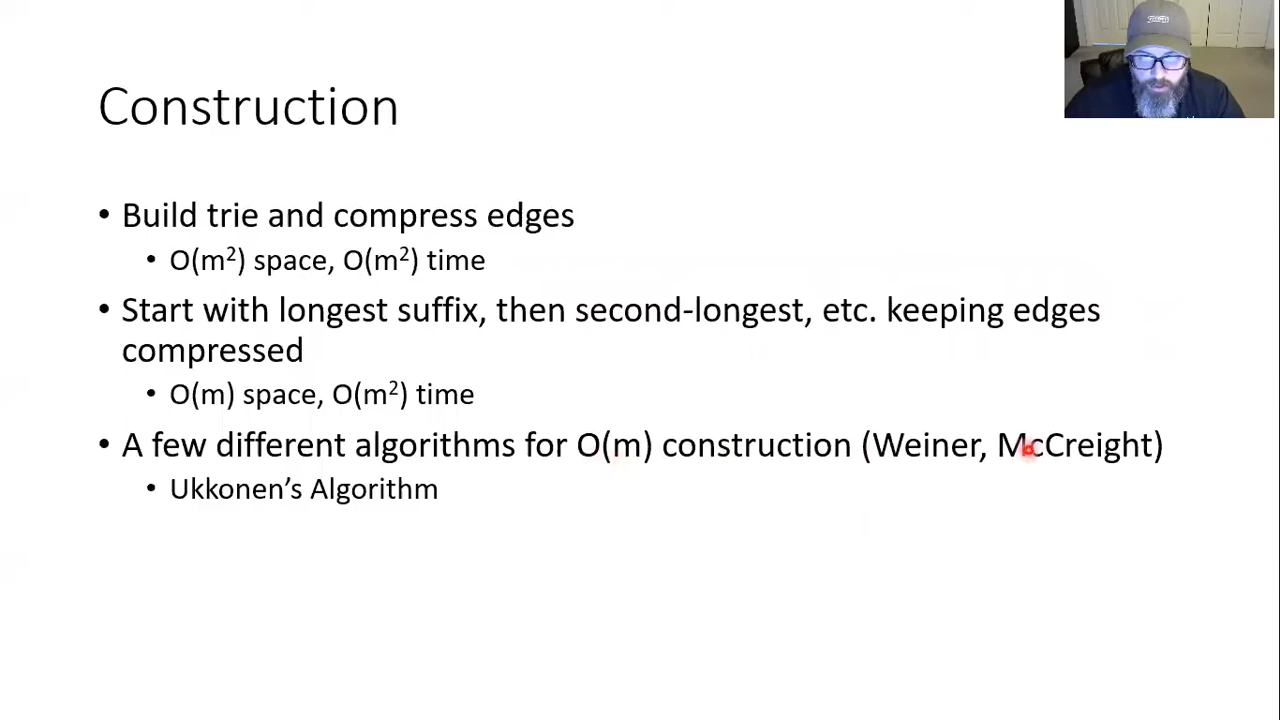 Construction
• Build trie and compress edges
• O(m²) space, O(m²) time
• Start with longest suffix, then second-longest, etc. keeping edges
compressed
• O(m) space, O(m²) time
• A few different algorithms for O(m) construction (Weiner, McCreight)
• Ukkonen’s Algorithm